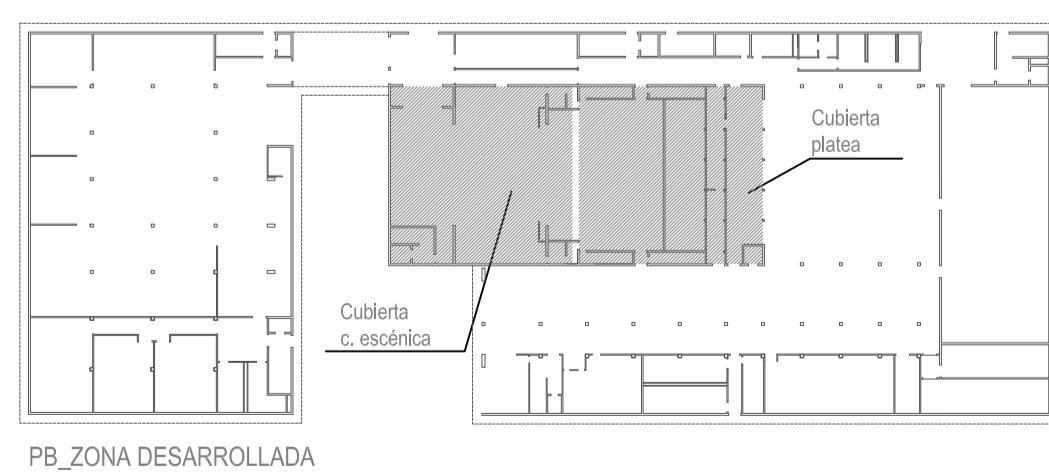 Cubierta
platea
Cubierta
c. escénica
PB_ZONA DESARROLLADA